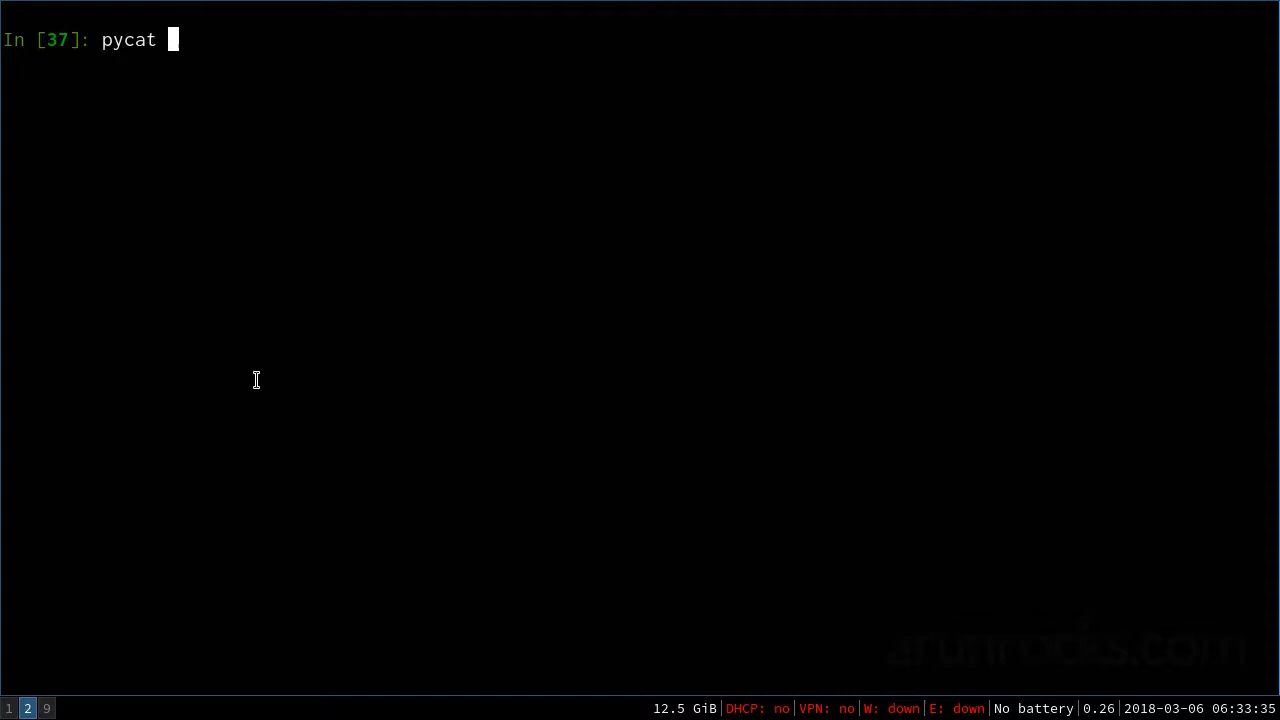 In [37]: pycat
arunrocks.com
1 2 9 12.5 GiB|DHCP: no|VPN: no|W: down|E: down|No battery|0.26|2018-03-06 06:33:35